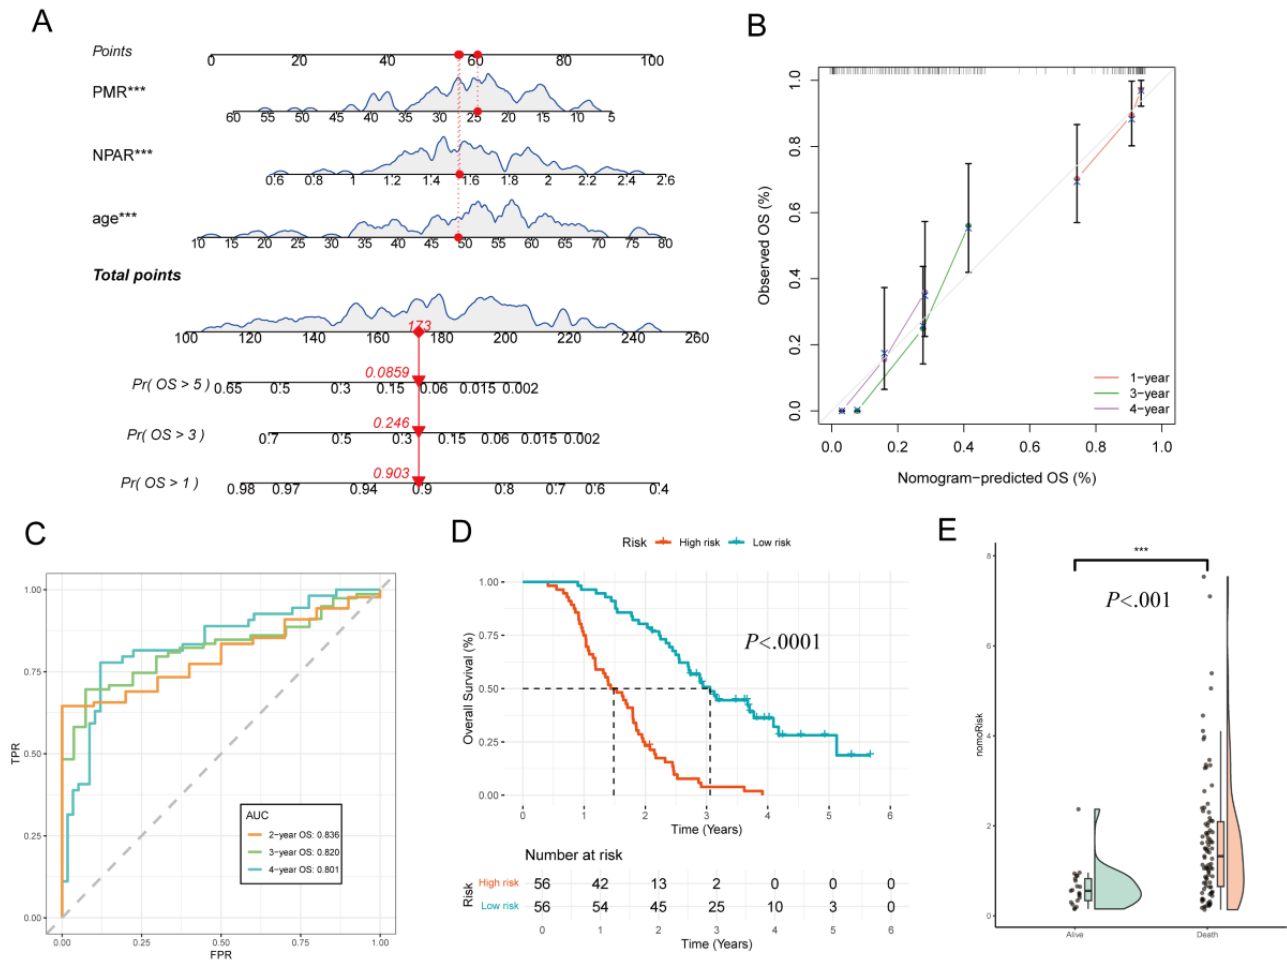 A
Points
0 20 40 60 80 100
PMR***
60 55 50 45 40 35 30 25 20 15 10 5
NPAR***
0.6 0.8 1 1.2 1.4 1.6 1.8 2 2.2 2.4 2.6
age***
10 15 20 25 30 35 40 45 50 55 60 65 70 75 80
Total points
173
100 120 140 160 180 200 220 240 260
0.0859
Pr( OS > 5 )
0.65 0.5 0.3 0.15 0.06 0.015 0.002
0.246
Pr( OS > 3 )
0.7 0.5 0.3 0.15 0.06 0.015 0.002
0.903
Pr( OS > 1 )
0.98 0.97 0.94 0.9 0.8 0.7 0.6 0.4
B
Observed OS (%)
1.0
0.8
0.6
0.4
0.2
0.0
1-year
3-year
4-year
0.0 0.2 0.4 0.6 0.8 1.0
Nomogram-predicted OS (%)
C
TPR
1.00
0.75
0.50
0.25
0.00
AUC
2-year OS: 0.836
3-year OS: 0.820
4-year OS: 0.801
0.00 0.25 0.50 0.75 1.00
FPR
D
Risk High risk Low risk
Overall Survival (%)
1.00
0.75
0.50
0.25
0.00
P<.0001
0 1 2 3 4 5 6
Time (Years)
Number at risk
Risk
High risk 56 42 13 2 0 0 0
Low risk 56 54 45 25 10 3 0
0 1 2 3 4 5 6
Time (Years)
E
***
P<.001
nomoRisk
8
6
4
2
0
Alive Death